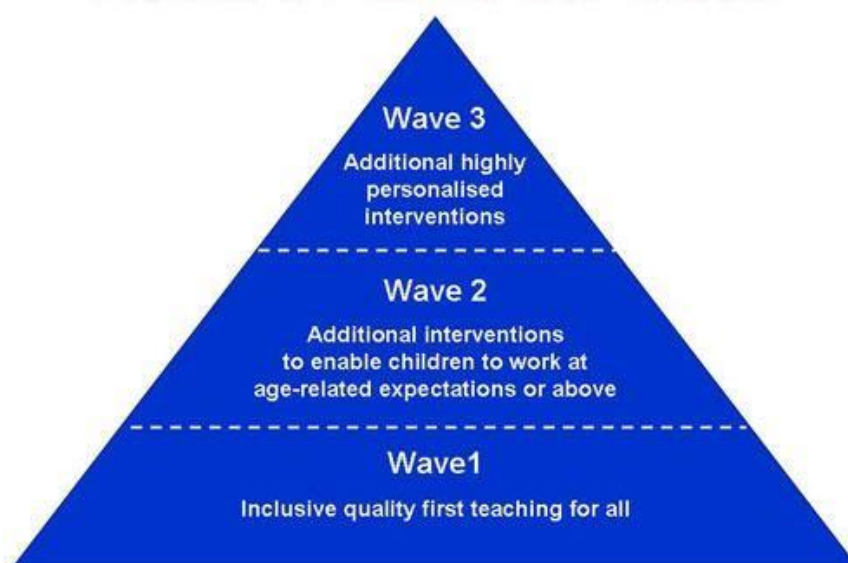 Wave 3
Additional highly
personalised
interventions
Wave 2
Additional interventions
to enable children to work at
age-related expectations or above
Wave1
Inclusive quality first teaching for all